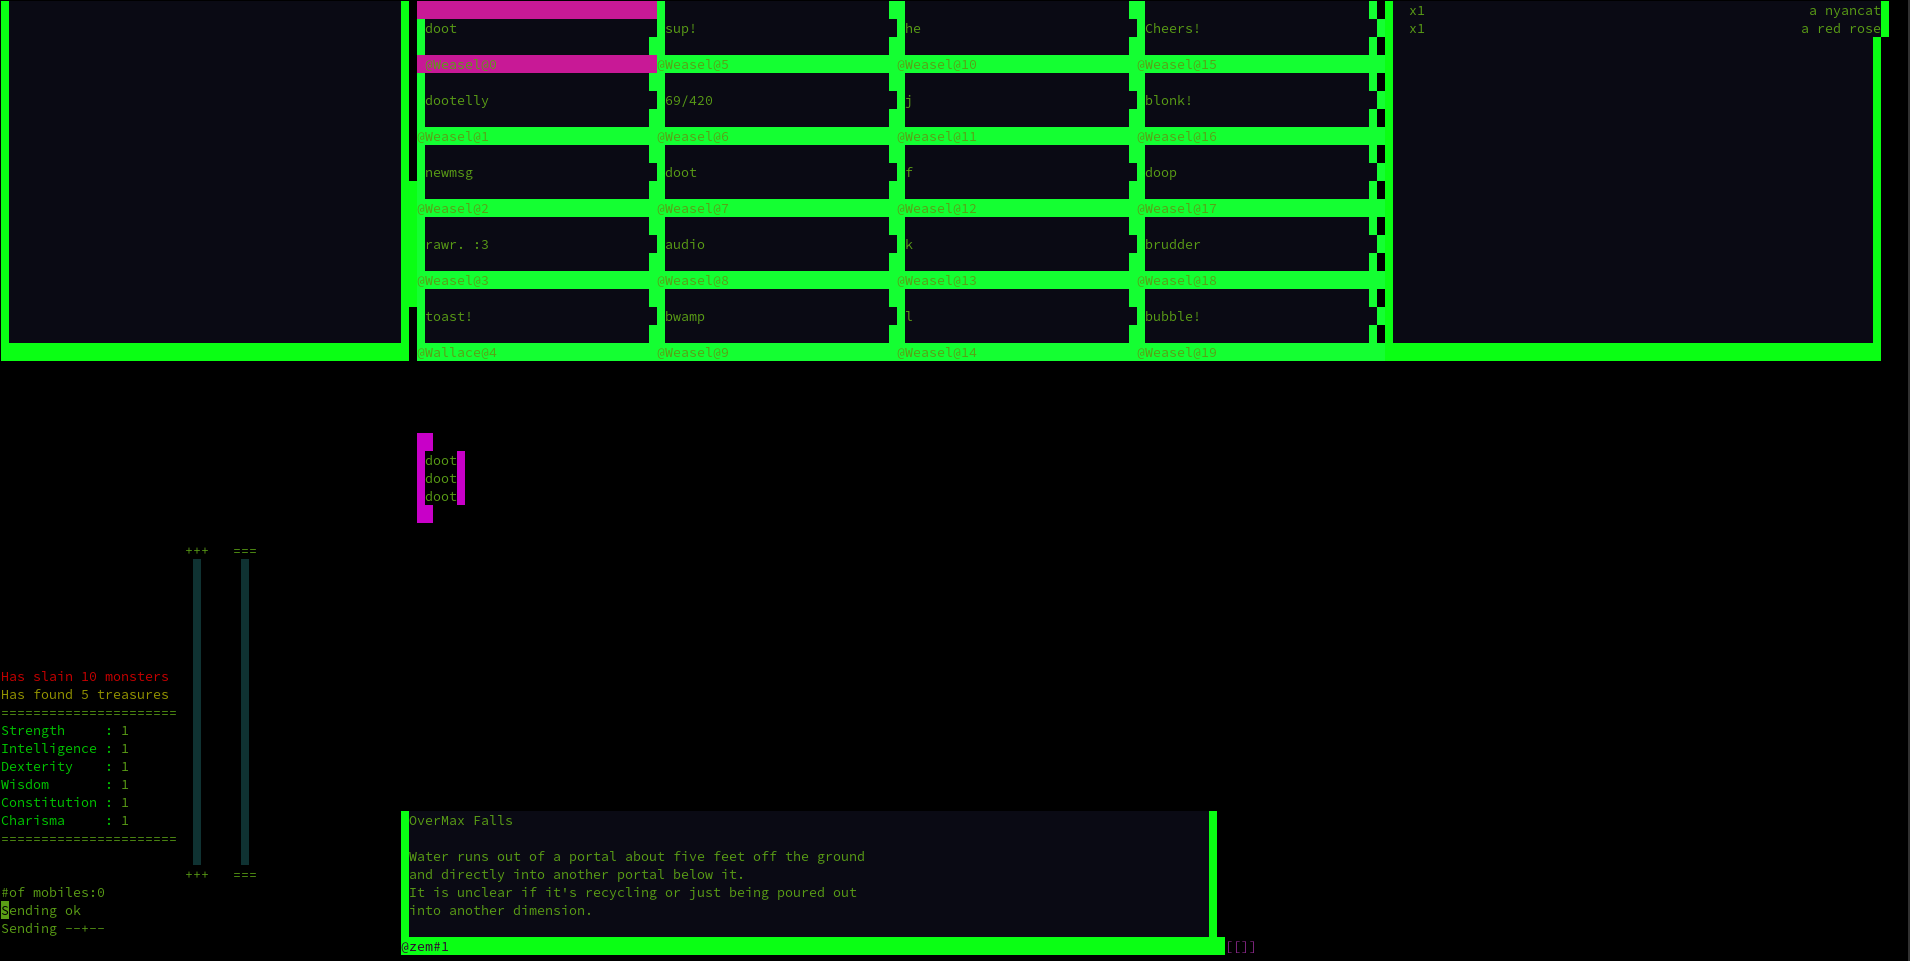 doot sup! he Cheers! x1 a nyancat
x1 a red rose
@Weasel@0 @Weasel@5 @Weasel@10 @Weasel@15
dootelly 69/420 j blonk!
@Weasel@1 @Weasel@6 @Weasel@11 @Weasel@16
newmsg doot f doop
@Weasel@2 @Weasel@7 @Weasel@12 @Weasel@17
rawr. :3 audio k brudder
@Weasel@3 @Weasel@8 @Weasel@13 @Weasel@18
toast! bwamp l bubble!
@Wallace@4 @Weasel@9 @Weasel@14 @Weasel@19
doot
doot
doot
+++ ===
Has slain 10 monsters
Has found 5 treasures
======================
Strength : 1
Intelligence : 1
Dexterity : 1
Wisdom : 1
Constitution : 1
Charisma : 1
======================
+++ ===
#of mobiles:0
Sending ok
Sending --+--
OverMax Falls
Water runs out of a portal about five feet off the ground
and directly into another portal below it.
It is unclear if it's recycling or just being poured out
into another dimension.
@zem#1 [[]]